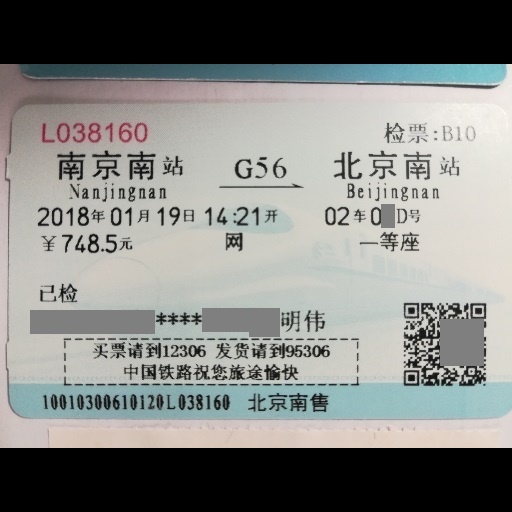 L038160 检票:B10
南京南站 G56 北京南站
Nanjingnan Beijingnan
2018年01月19日14:21开 02车0 D号
￥748.5元 网 一等座
已检
****明伟
买票请到12306 发货请到95306
中国铁路祝您旅途愉快
10010300610120L038160 北京南售